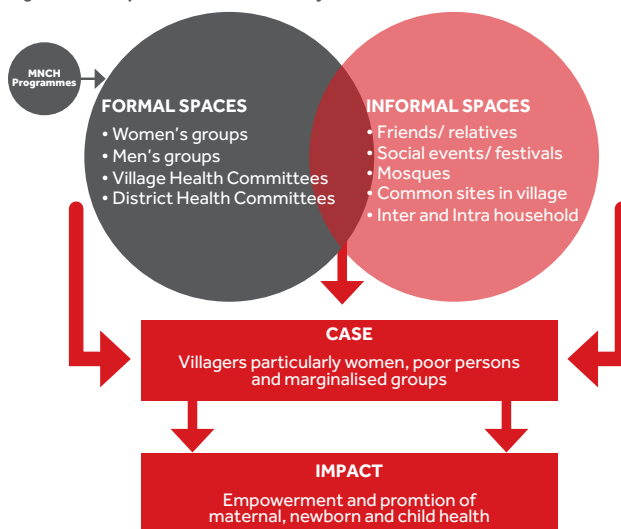 MNCH
Programmes
FORMAL SPACES
• Women's groups
• Men's groups
• Village Health Committees
• District Health Committees
INFORMAL SPACES
• Friends/ relatives
• Social events/ festivals
• Mosques
• Common sites in village
• Inter and Intra household
CASE
Villagers particularly women, poor persons
and marginalised groups
IMPACT
Empowerment and promtion of
maternal, newborn and child health